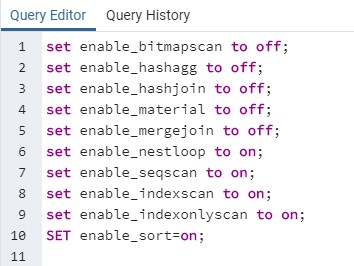 Query Editor Query History
1 set enable_bitmapscan to off;
2 set enable_hashagg to off;
3 set enable_hashjoin to off;
4 set enable_material to off;
5 set enable_mergejoin to off;
6 set enable_nestloop to on;
7 set enable_seqscan to on;
8 set enable_indexscan to on;
9 set enable_indexonlyscan to on;
10 SET enable_sort=on;
11